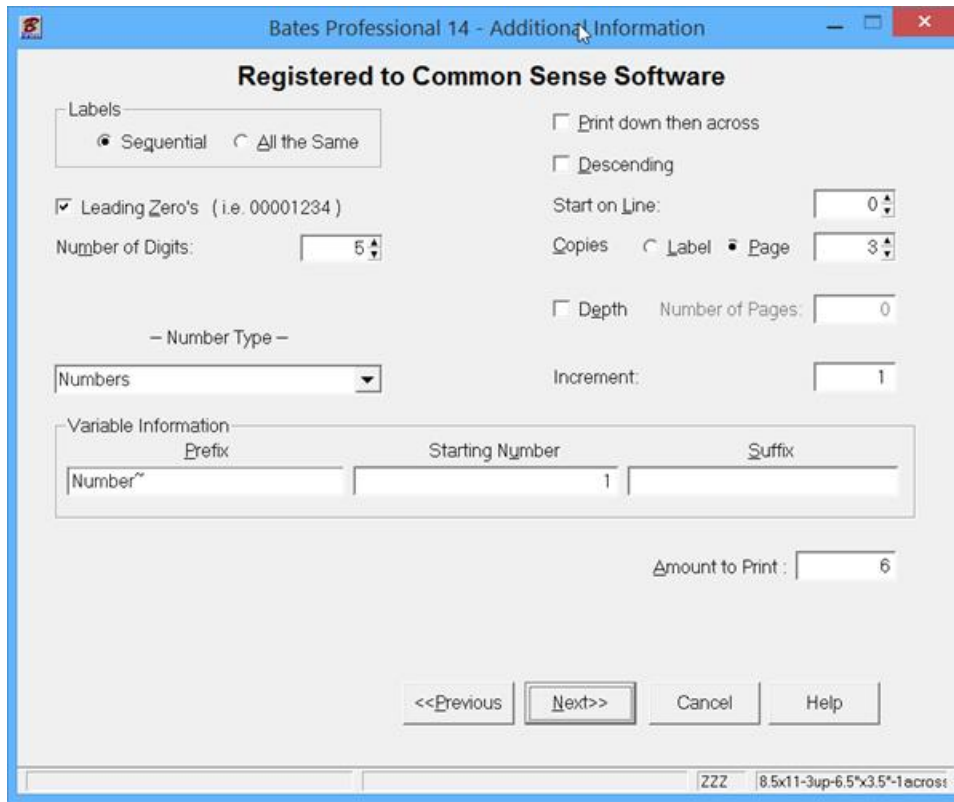 Bates Professional 14 - Additional Information
Registered to Common Sense Software
Labels
Sequential All the Same
Print down then across
Descending
Leading Zero's ( i.e. 00001234 )
Start on Line: 0
Number of Digits: 5
Copies Label Page 3
Depth Number of Pages: 0
– Number Type –
Numbers
Increment: 1
Variable Information
Prefix Starting Number Suffix
Number~ 1
Amount to Print : 6
<<Previous Next>> Cancel Help
ZZZ 8.5x11-3up-6.5"x3.5"-1across